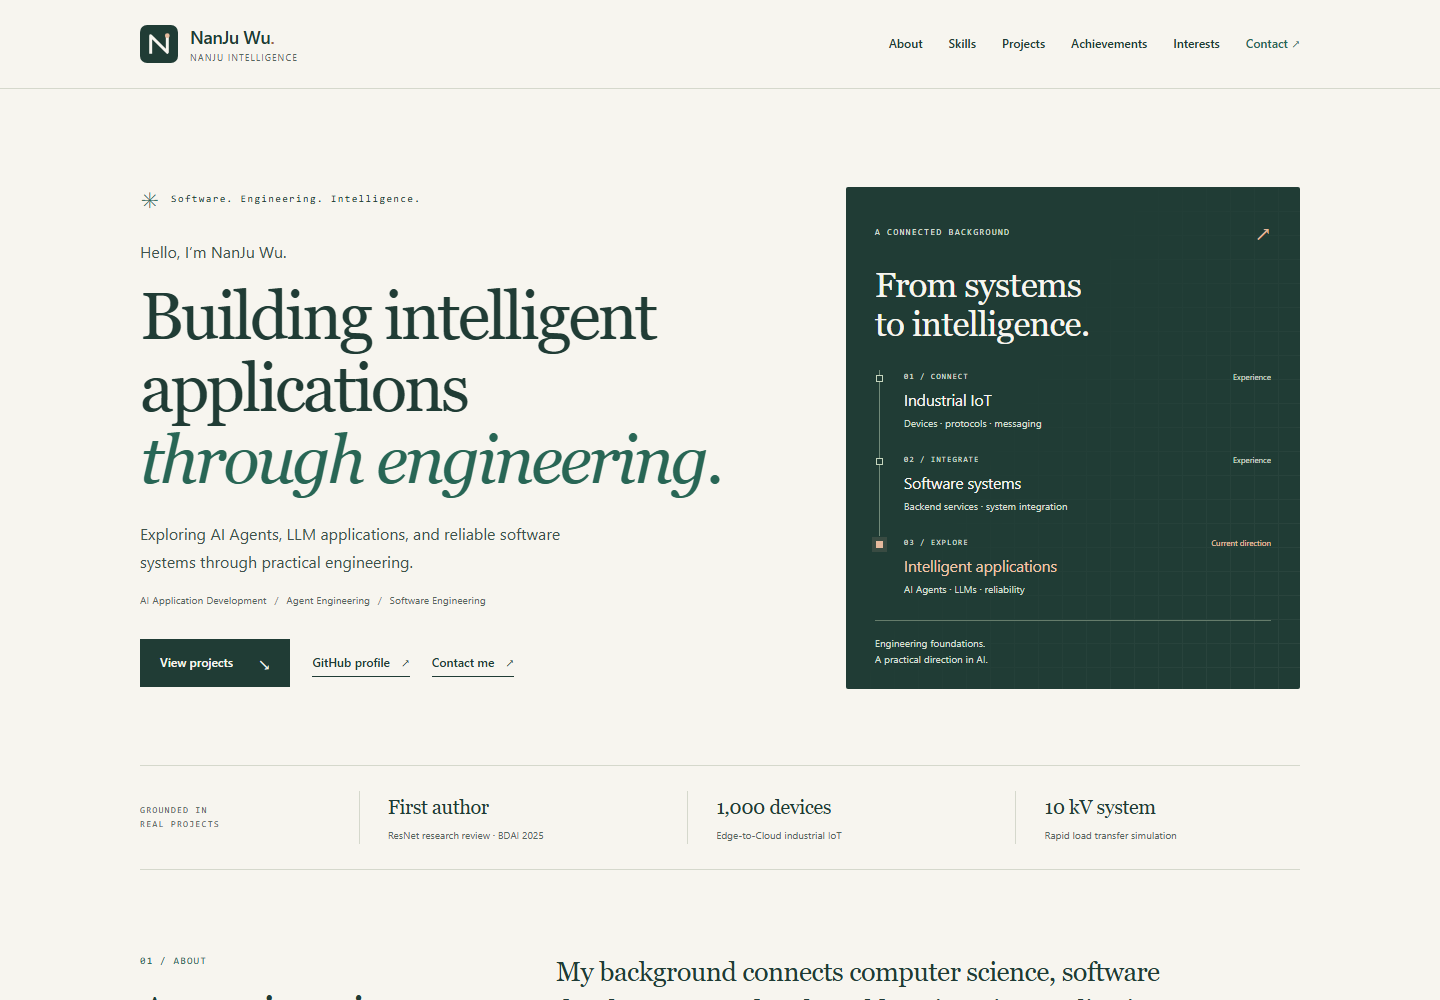 NanJu Wu.
NANJU INTELLIGENCE
About
Skills
Projects
Achievements
Interests
Contact ↗
Software. Engineering. Intelligence.
Hello, I'm NanJu Wu.
Building intelligent
applications
through engineering.
Exploring AI Agents, LLM applications, and reliable software
systems through practical engineering.
AI Application Development / Agent Engineering / Software Engineering
View projects ↘
GitHub profile ↗
Contact me ↗
A CONNECTED BACKGROUND ↗
From systems
to intelligence.
01 / CONNECT
Experience
Industrial IoT
Devices · protocols · messaging
02 / INTEGRATE
Experience
Software systems
Backend services · system integration
03 / EXPLORE
Current direction
Intelligent applications
AI Agents · LLMs · reliability
Engineering foundations.
A practical direction in AI.
GROUNDED IN
REAL PROJECTS
First author
ResNet research review · BDAI 2025
1,000 devices
Edge-to-Cloud industrial IoT
10 kV system
Rapid load transfer simulation
01 / ABOUT
My background connects computer science, software